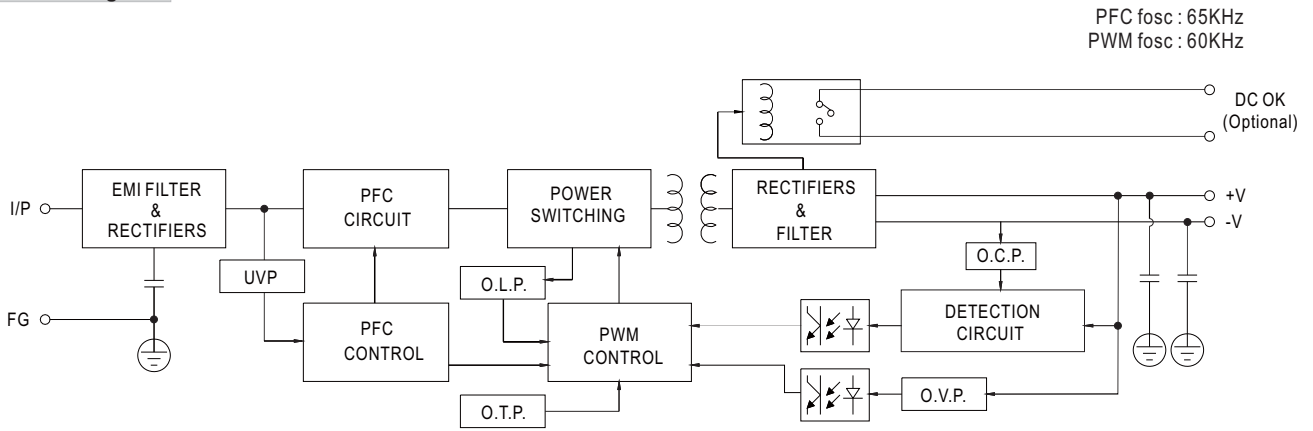 PFC fosc : 65KHz
PWM fosc : 60KHz
DC OK
(Optional)
I/P
EMI FILTER
&
RECTIFIERS
PFC
CIRCUIT
POWER
SWITCHING
RECTIFIERS
&
FILTER
+V
-V
UVP
O.L.P.
O.C.P.
FG
PFC
CONTROL
PWM
CONTROL
DETECTION
CIRCUIT
O.T.P.
O.V.P.